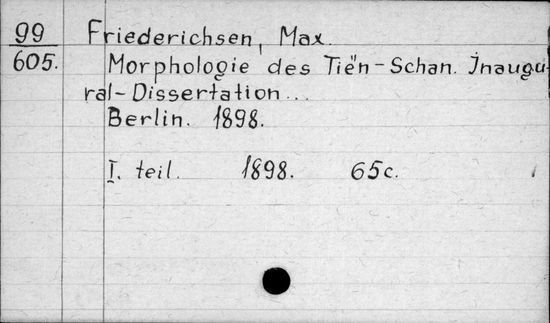 99 Friederichsen, Max.
605. Morphologie des Tiën-Schan. Inaugu-
ral-Dissertation...
Berlin. 1898.
I. teil. 1898. 65c.